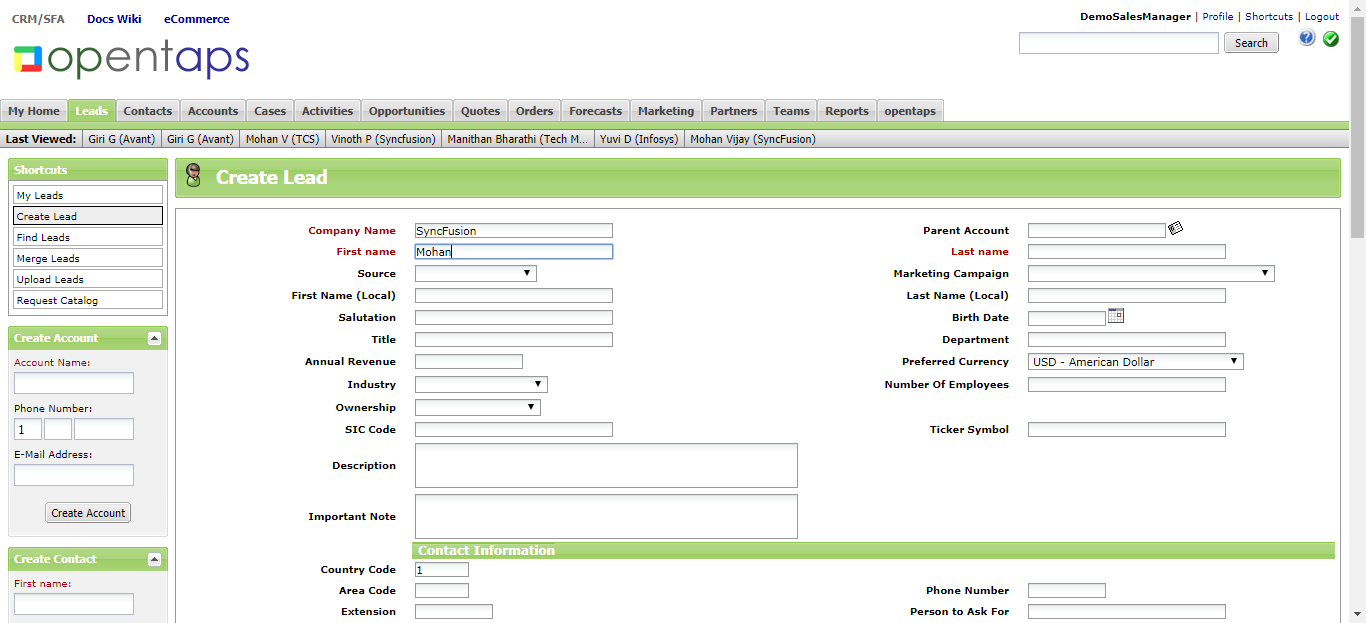 CRM/SFA Docs Wiki eCommerce
DemoSalesManager | Profile | Shortcuts | Logout
opentaps
Search
My Home Leads Contacts Accounts Cases Activities Opportunities Quotes Orders Forecasts Marketing Partners Teams Reports opentaps
Last Viewed: Giri G (Avant) Giri G (Avant) Mohan V (TCS) Vinoth P (Syncfusion) Manithan Bharathi (Tech M... Yuvi D (Infosys) Mohan Vijay (SyncFusion)
Shortcuts
My Leads
Create Lead
Find Leads
Merge Leads
Upload Leads
Request Catalog
Create Account
Account Name:
Phone Number:
1
E-Mail Address:
Create Account
Create Contact
First name:
Create Lead
Company Name SyncFusion Parent Account
First name Mohan Last name
Source Marketing Campaign
First Name (Local) Last Name (Local)
Salutation Birth Date
Title Department
Annual Revenue Preferred Currency USD - American Dollar
Industry Number Of Employees
Ownership
SIC Code Ticker Symbol
Description
Important Note
Contact Information
Country Code 1
Area Code Phone Number
Extension Person to Ask For